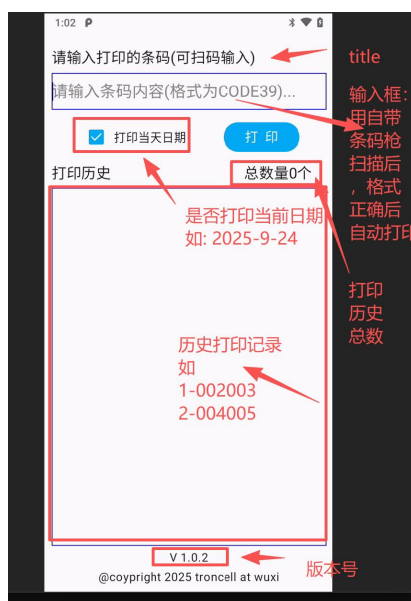 1:02
请输入打印的条码(可扫码输入)
title
请输入条码内容(格式为CODE39)...
输入框：
用自带
条码枪
扫描后
，格式
正确后
自动打印
打印当天日期
打 印
打印历史
总数量0个
是否打印当前日期
如: 2025-9-24
打印
历史
总数
历史打印记录
如
1-002003
2-004005
V 1.0.2
版本号
@coypright 2025 troncell at wuxi